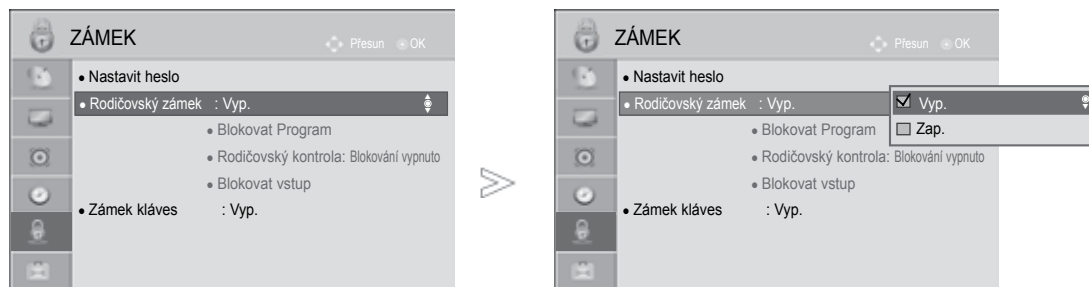 ZÁMEK
Přesun OK
• Nastavit heslo
• Rodičovský zámek : Vyp.
• Blokovat Program
• Rodičovský kontrola: Blokování vypnuto
• Blokovat vstup
• Zámek kláves : Vyp.
ZÁMEK
Přesun OK
• Nastavit heslo
• Rodičovský zámek : Vyp.
Vyp.
Zap.
• Blokovat Program
• Rodičovský kontrola: Blokování vypnuto
• Blokovat vstup
• Zámek kláves : Vyp.